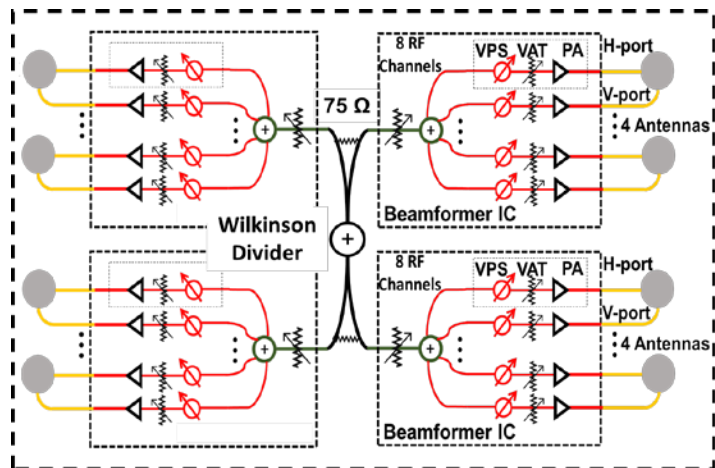 8 RF
Channels
VPS VAT PA
H-port
75 Ω
V-port
4 Antennas
+
+
Beamformer IC
Wilkinson
Divider
+
8 RF
Channels
VPS VAT PA
H-port
V-port
4 Antennas
+
+
Beamformer IC